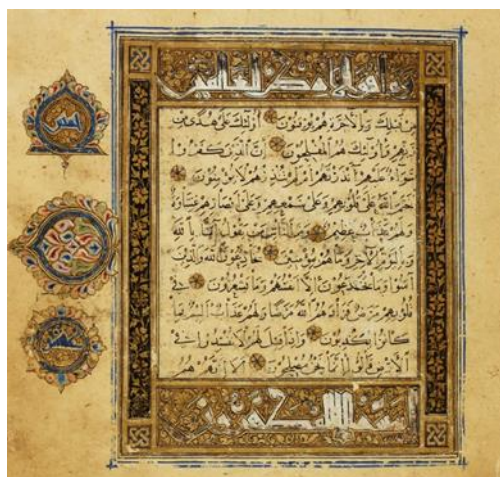 من قبلك وبالآخرة هم يوقنون أولئك على هدى من
ربهم وأولئك هم المفلحون إن الذين كفروا
سواء عليهم أأنذرتهم أم لم تنذرهم لا يؤمنون
ختم الله على قلوبهم وعلى سمعهم وعلى أبصارهم غشاوة
ولهم عذاب عظيم ومن الناس من يقول آمنا بالله
وباليوم الآخر وما هم بمؤمنين يخادعون الله والذين
آمنوا وما يخدعون إلا أنفسهم وما يشعرون في
قلوبهم مرض فزادهم الله مرضا ولهم عذاب أليم بما
كانوا يكذبون وإذا قيل لهم لا تفسدوا في
الأرض قالوا إنما نحن مصلحون ألا إنهم هم